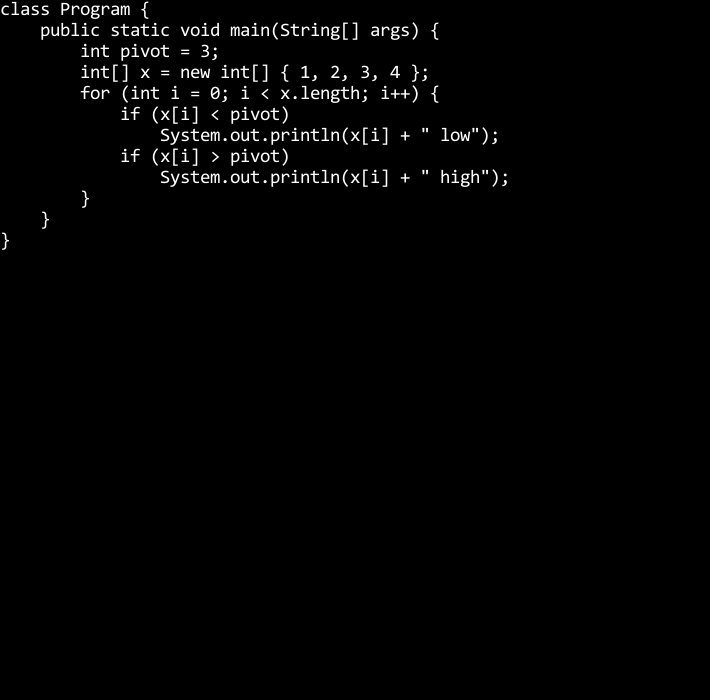 class Program {
    public static void main(String[] args) {
        int pivot = 3;
        int[] x = new int[] { 1, 2, 3, 4 };
        for (int i = 0; i < x.length; i++) {
            if (x[i] < pivot)
                System.out.println(x[i] + " low");
            if (x[i] > pivot)
                System.out.println(x[i] + " high");
        }
    }
}